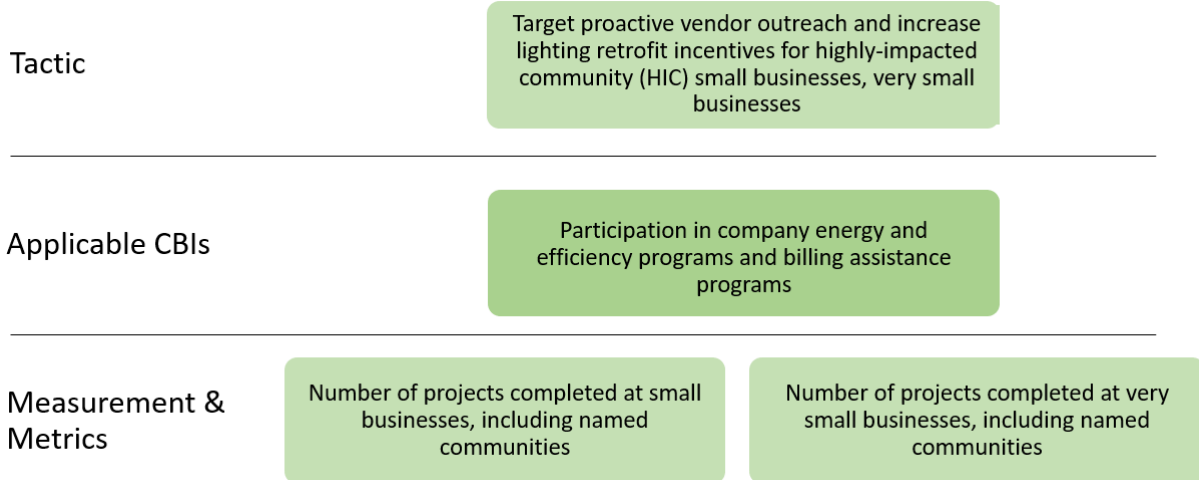 Tactic
Target proactive vendor outreach and increase
lighting retrofit incentives for highly-impacted
community (HIC) small businesses, very small
businesses
Applicable CBIs
Participation in company energy and
efficiency programs and billing assistance
programs
Measurement &
Metrics
Number of projects completed at small
businesses, including named
communities
Number of projects completed at very
small businesses, including named
communities